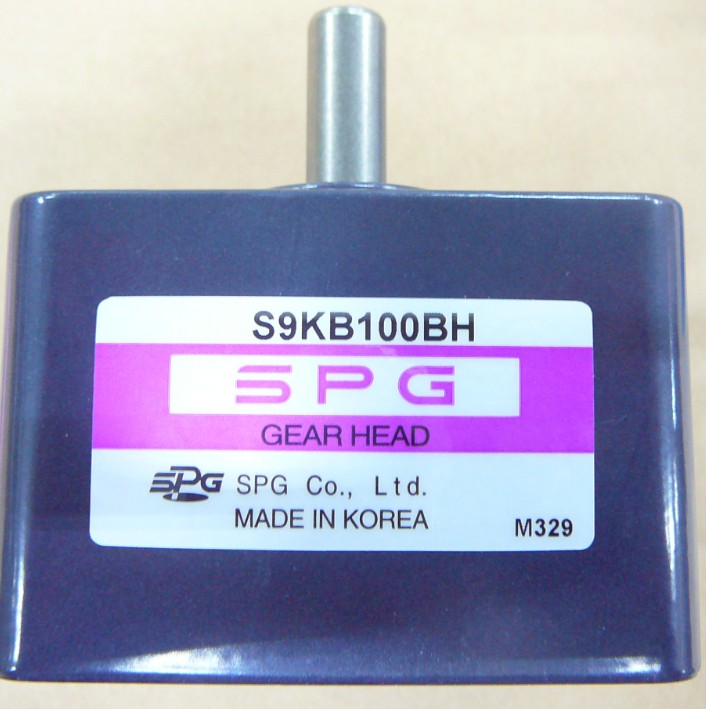 S9KB100BH
SPG
GEAR HEAD
SPG SPG Co., Ltd.
MADE IN KOREA
M329